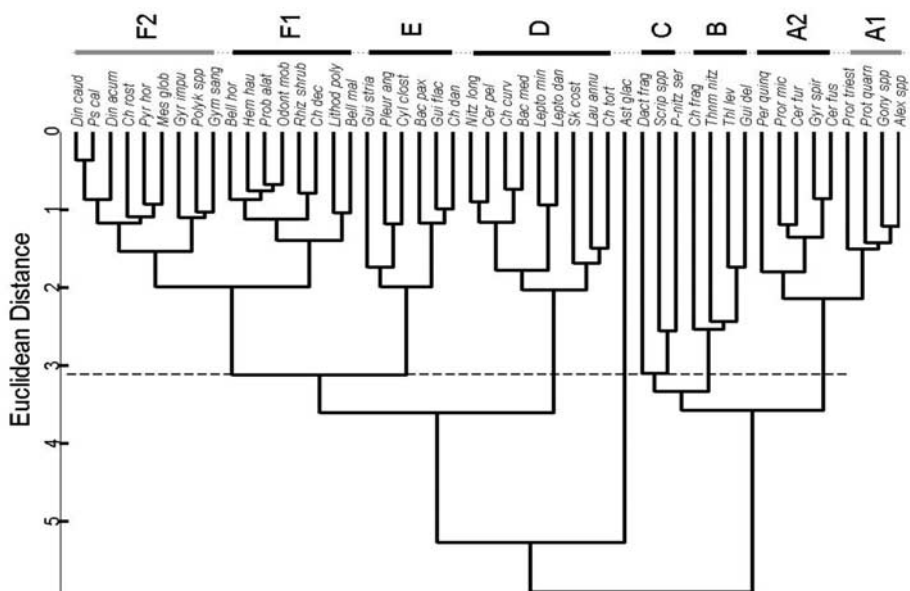 F2
F1
E
D
C
B
A2
A1
Din caud
Ps cal
Din acum
Ch rost
Pyr hor
Mes glob
Gyr impu
Polyk spp
Gym sang
Bell hor
Hem hau
Prob alat
Odont mob
Rhiz shrub
Ch dec
Lithod poly
Bell mal
Gui stria
Pleur ang
Cyl clost
Bac pax
Gui flac
Ch dan
Nitz long
Cer pel
Ch curv
Bac med
Lepto min
Lepto dan
Sk cost
Lau annu
Ch tort
Ast glac
Dact frag
Scrip spp
P-nitz ser
Ch frag
Thnm nitz
Thl lev
Gui del
Per quinq
Pror mic
Cer fur
Gyr spir
Cer fus
Pror triest
Prot quarn
Gony spp
Alex spp
Euclidean Distance
0
1
2
3
4
5